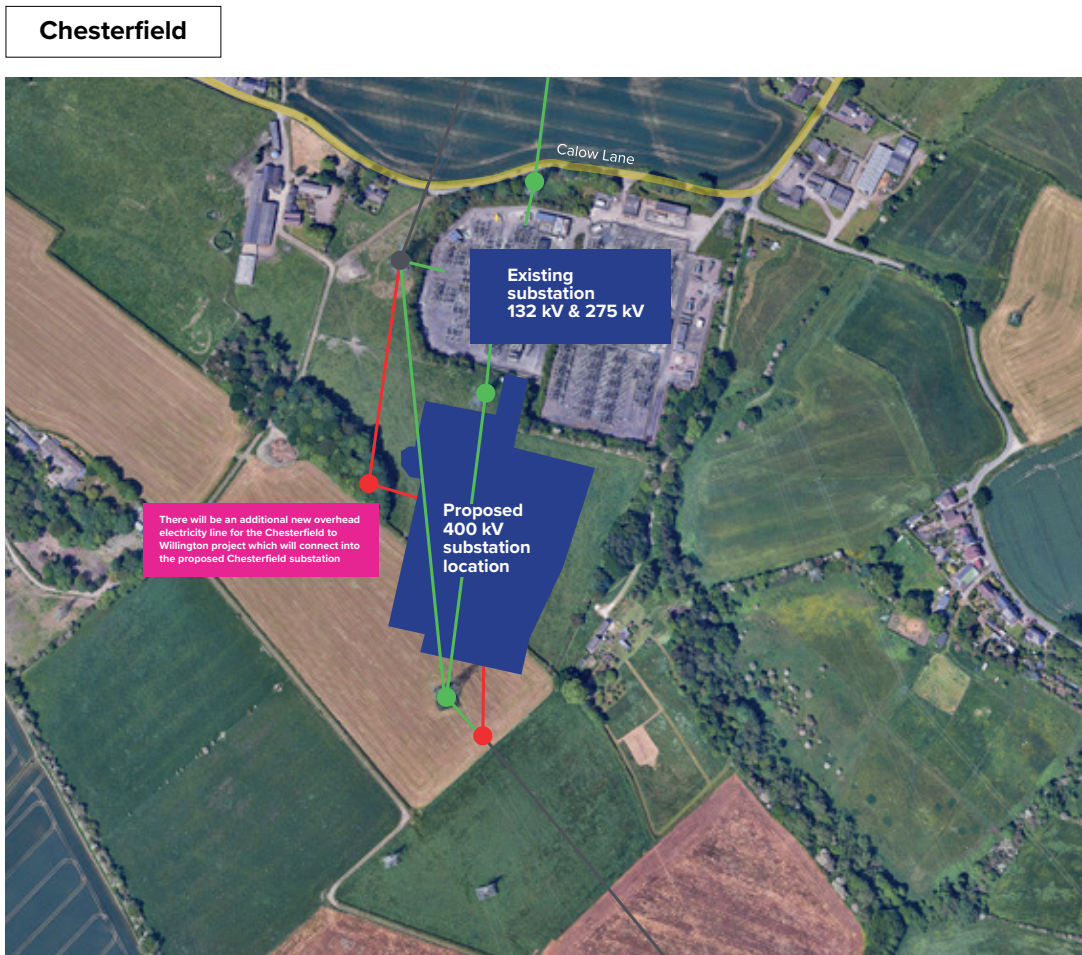 Chesterfield
Calow Lane
Existing
substation
132 kV & 275 kV
Proposed
400 kV
substation
location
There will be an additional new overhead
electricity line for the Chesterfield to
Willington project which will connect into
the proposed Chesterfield substation